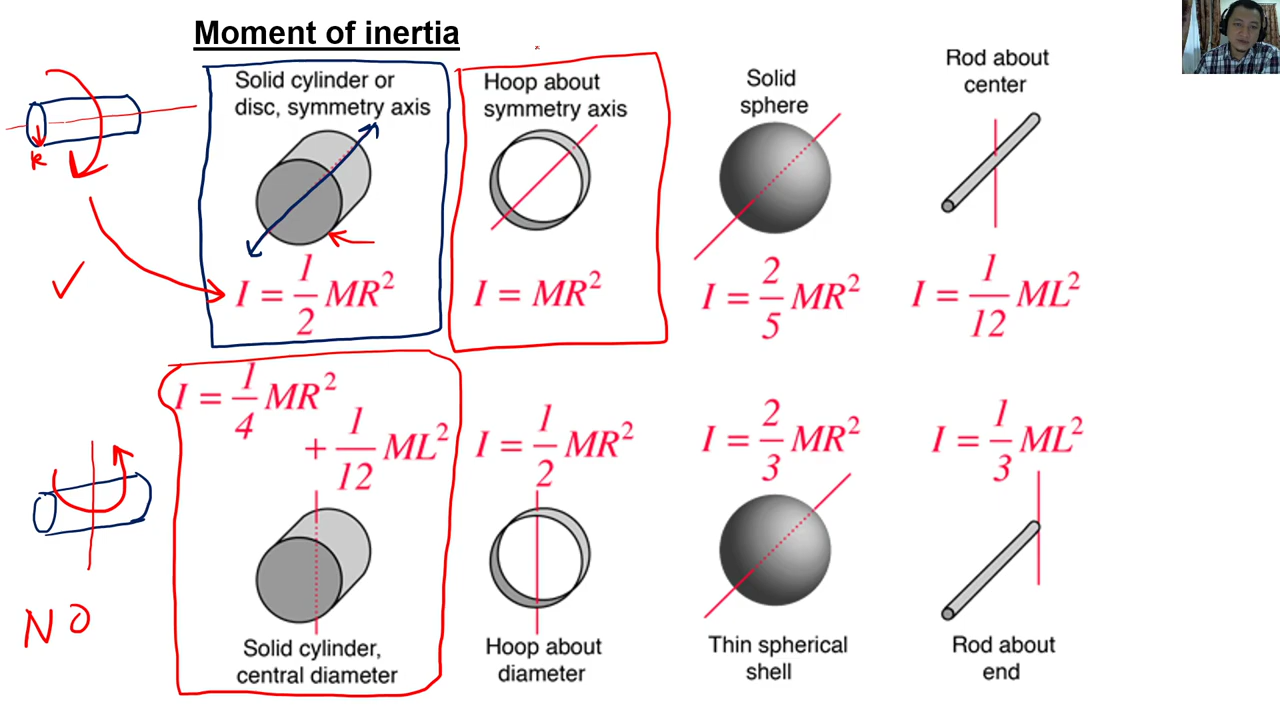 Moment of inertia
Solid cylinder or
disc, symmetry axis
I = 1/2 MR²
Hoop about
symmetry axis
I = MR²
Solid
sphere
I = 2/5 MR²
Rod about
center
I = 1/12 ML²
R
✓
I = 1/4 MR²
+ 1/12 ML²
Solid cylinder,
central diameter
I = 1/2 MR²
Hoop about
diameter
I = 2/3 MR²
Thin spherical
shell
I = 1/3 ML²
Rod about
end
NO